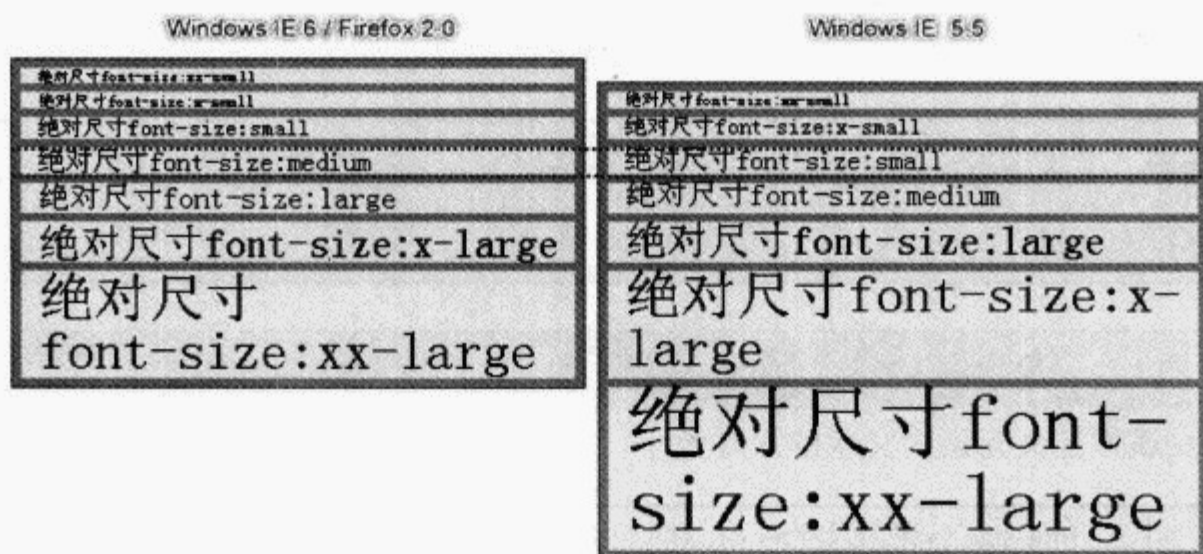 Windows IE 6 / Firefox 2.0
绝对尺寸font-size:xx-small
绝对尺寸font-size:x-small
绝对尺寸font-size:small
绝对尺寸font-size:medium
绝对尺寸font-size:large
绝对尺寸font-size:x-large
绝对尺寸
font-size:xx-large
Windows IE 5.5
绝对尺寸font-size:xx-small
绝对尺寸font-size:x-small
绝对尺寸font-size:small
绝对尺寸font-size:medium
绝对尺寸font-size:large
绝对尺寸font-size:x-
large
绝对尺寸font-
size:xx-large